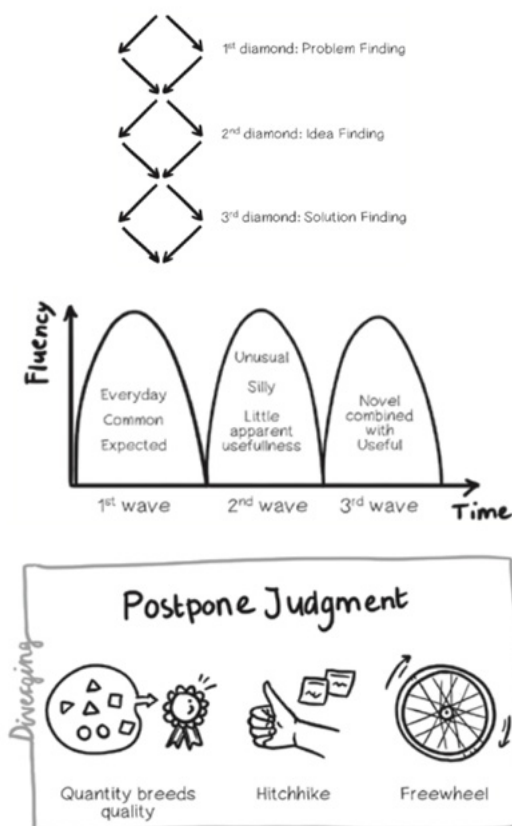 1st diamond: Problem Finding
2nd diamond: Idea Finding
3rd diamond: Solution Finding
Fluency
Everyday
Common
Expected
Unusual
Silly
Little
apparent
usefullness
Novel
combined
with
Useful
1st wave
2nd wave
3rd wave
Time
Diverging
Postpone Judgment
Quantity breeds
quality
Hitchhike
Freewheel